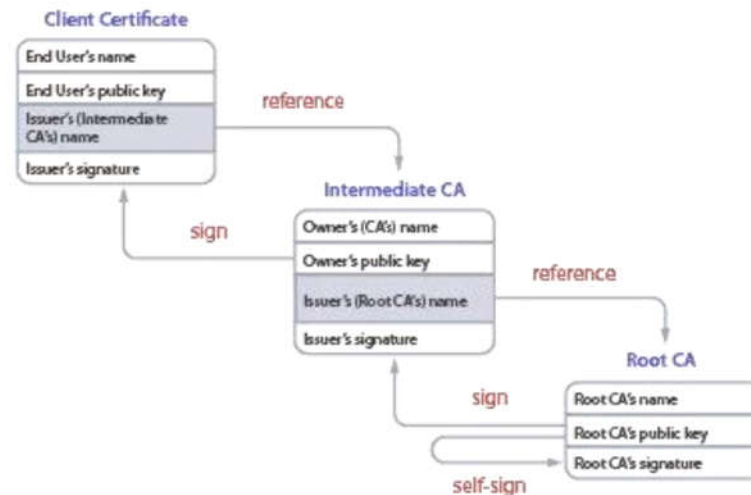 Client Certificate
End User's name
End User's public key
Issuer's (Intermediate
CA's) name
Issuer's signature
reference
sign
Intermediate CA
Owner's (CA's) name
Owner's public key
Issuer's (Root CA's) name
Issuer's signature
reference
sign
Root CA
Root CA's name
Root CA's public key
Root CA's signature
self-sign